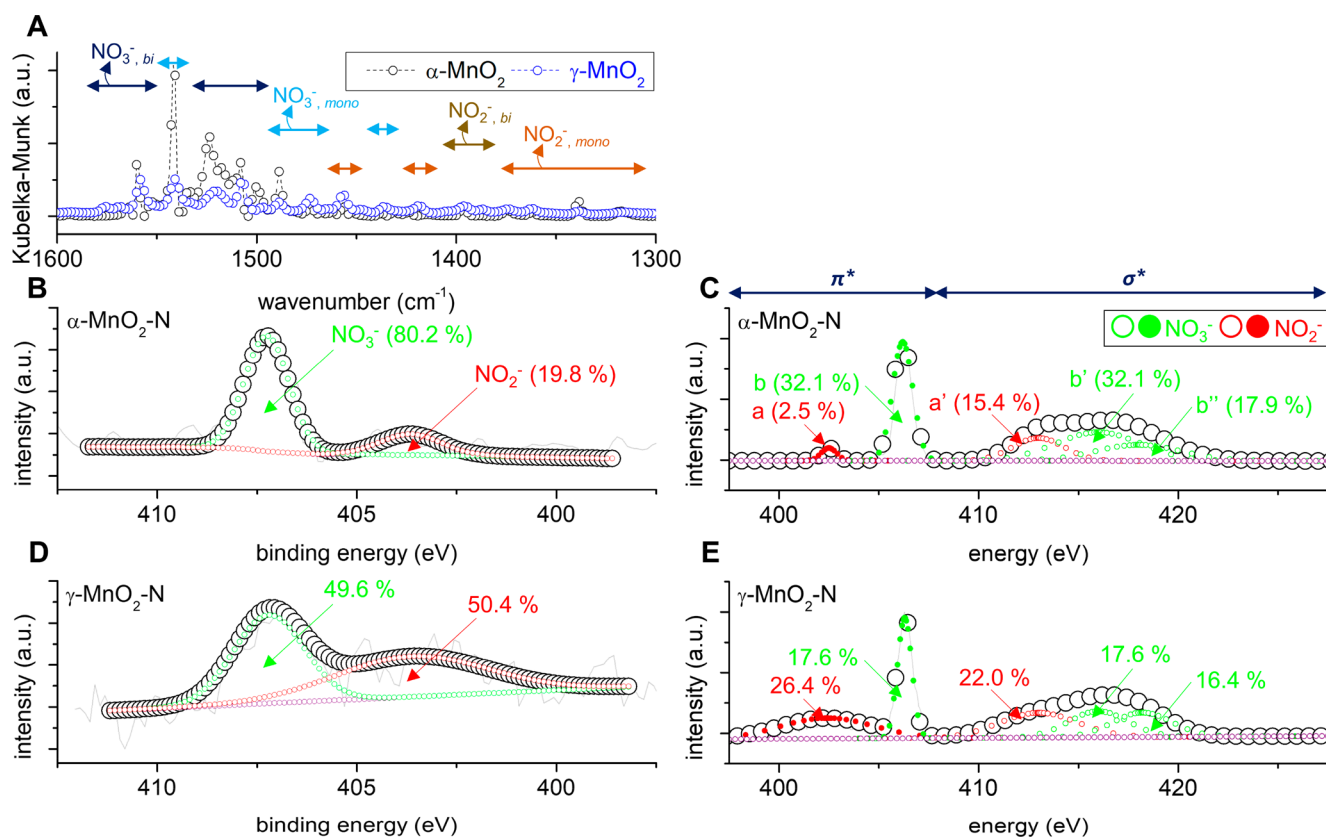 A
Kubelka-Munk (a.u.)
NO₃⁻, bi
NO₃⁻, mono
NO₂⁻, bi
NO₂⁻, mono
α-MnO₂ γ-MnO₂
1600 1500 1400 1300
wavenumber (cm⁻¹)
B
α-MnO₂-N
intensity (a.u.)
NO₃⁻ (80.2 %)
NO₂⁻ (19.8 %)
410 405 400
binding energy (eV)
C
π* σ*
α-MnO₂-N
NO₃⁻ NO₂⁻
intensity (a.u.)
b (32.1 %)
a (2.5 %)
a’ (15.4 %)
b’ (32.1 %)
b’’ (17.9 %)
400 410 420
energy (eV)
D
γ-MnO₂-N
intensity (a.u.)
49.6 %
50.4 %
410 405 400
binding energy (eV)
E
γ-MnO₂-N
intensity (a.u.)
17.6 %
26.4 %
22.0 %
17.6 %
16.4 %
400 410 420
energy (eV)